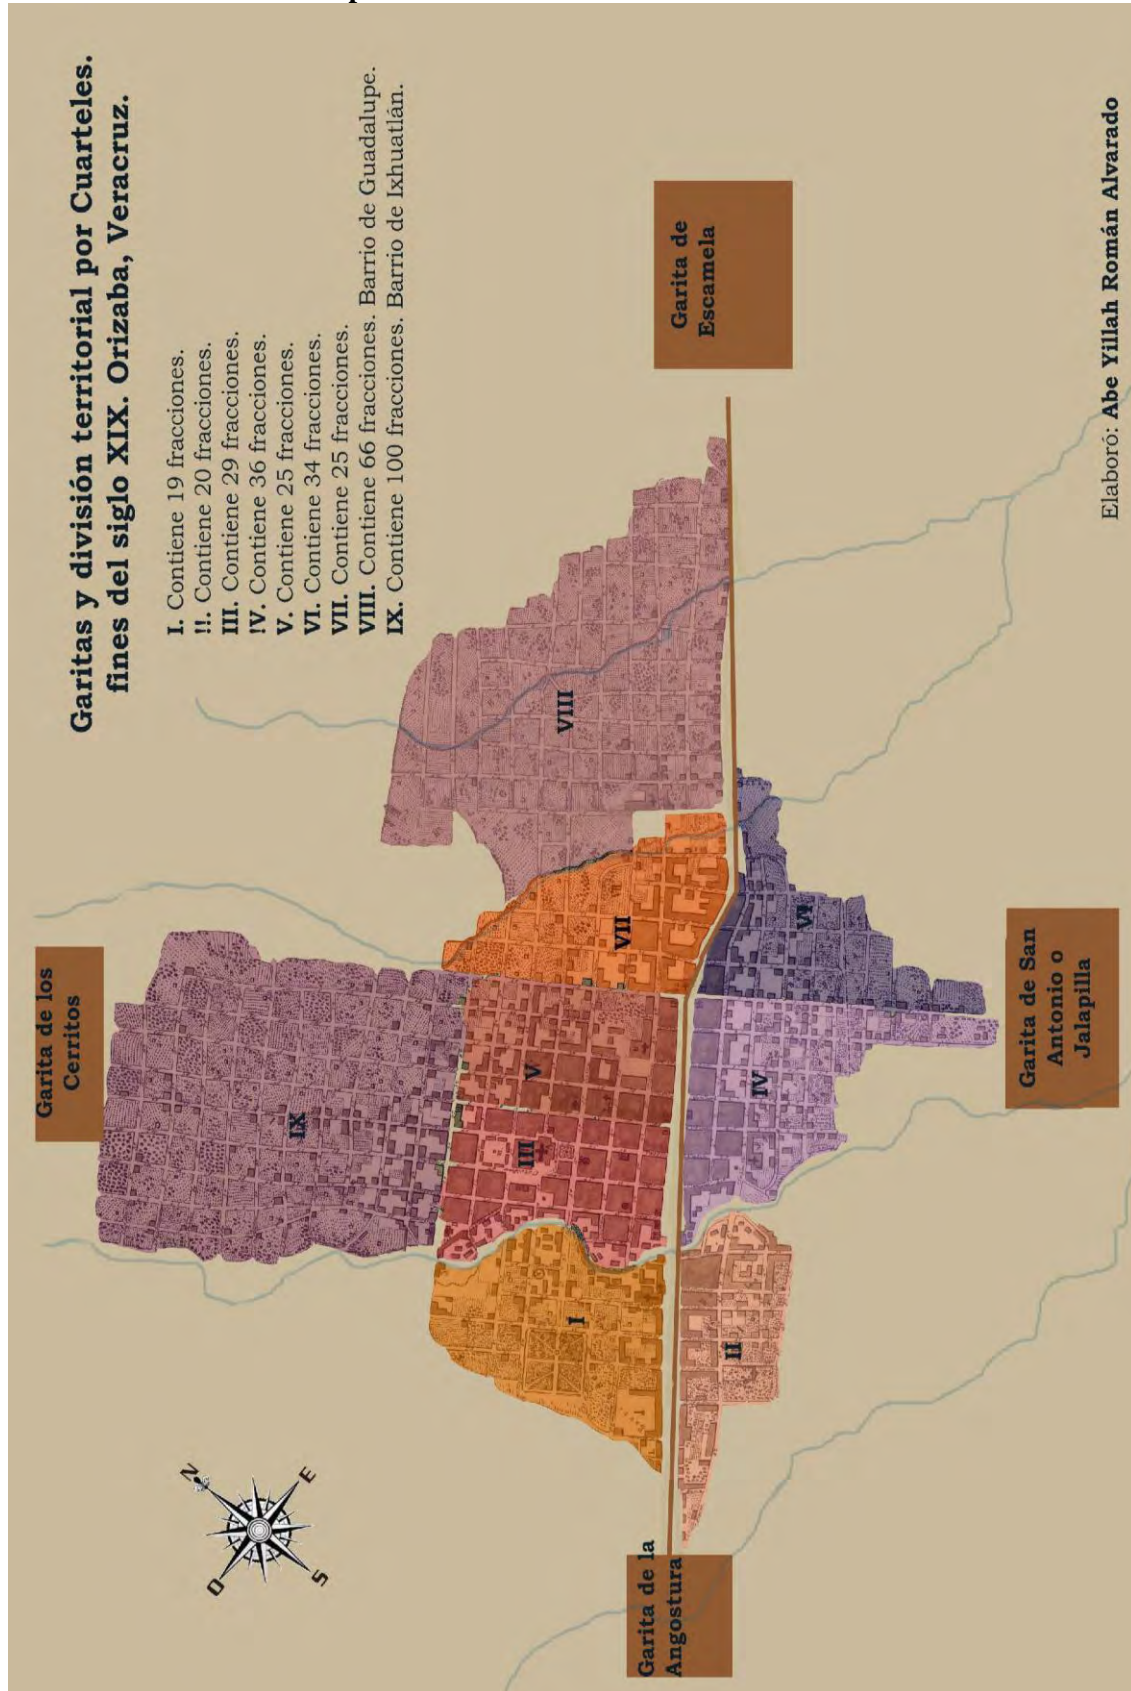 Garitas y división territorial por Cuarteles.
fines del siglo XIX. Orizaba, Veracruz.
I. Contiene 19 fracciones.
!!. Contiene 20 fracciones.
III. Contiene 29 fracciones.
!V. Contiene 36 fracciones.
V. Contiene 25 fracciones.
VI. Contiene 34 fracciones.
VII. Contiene 25 fracciones.
VIII. Contiene 66 fracciones. Barrio de Guadalupe.
IX. Contiene 100 fracciones. Barrio de Ixhuatlán.
Garita de los
Cerritos
Garita de
Escamela
Garita de San
Antonio o
Jalapilla
Garita de la
Angostura
IX
VIII
VII
V
III
I
VI
IV
II
N
E
S
O
Elaboró: Abe Yillah Román Alvarado